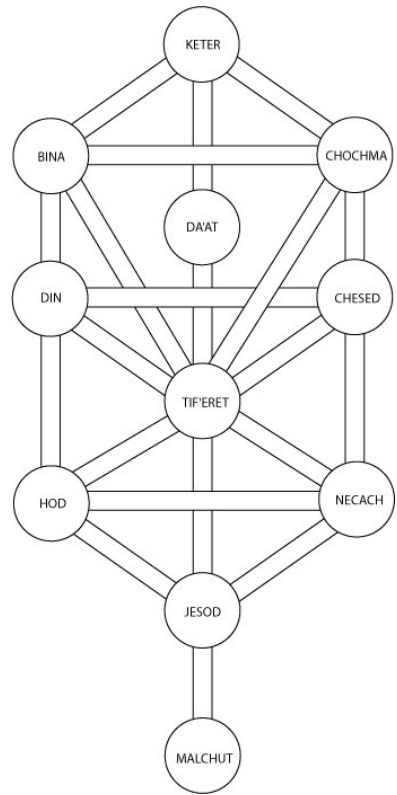 KETER
BINA
CHOCHMA
DA'AT
DIN
CHESED
TIF'ERET
HOD
NECACH
JESOD
MALCHUT